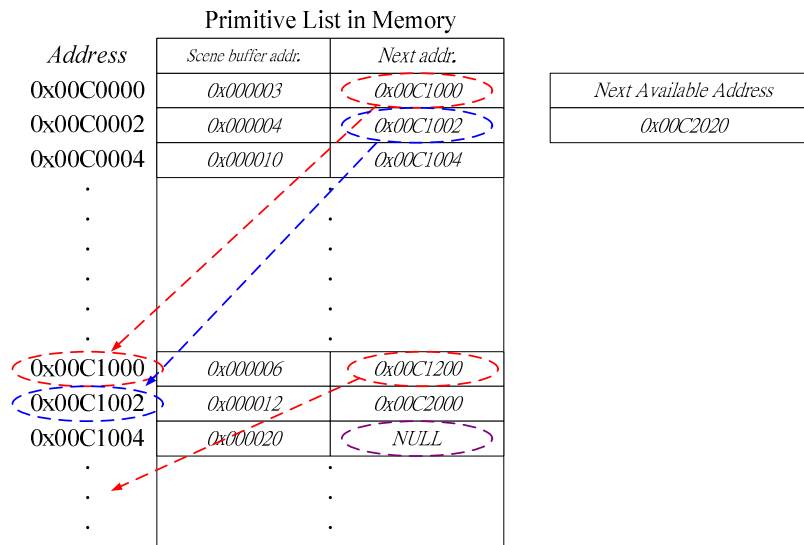 Primitive List in Memory
Address Scene buffer addr. Next addr.
0x00C0000 0x000003 0x00C1000
0x00C0002 0x000004 0x00C1002
0x00C0004 0x000010 0x00C1004
0x00C1000 0x000006 0x00C1200
0x00C1002 0x000012 0x00C2000
0x00C1004 0x000020 NULL
Next Available Address
0x00C2020